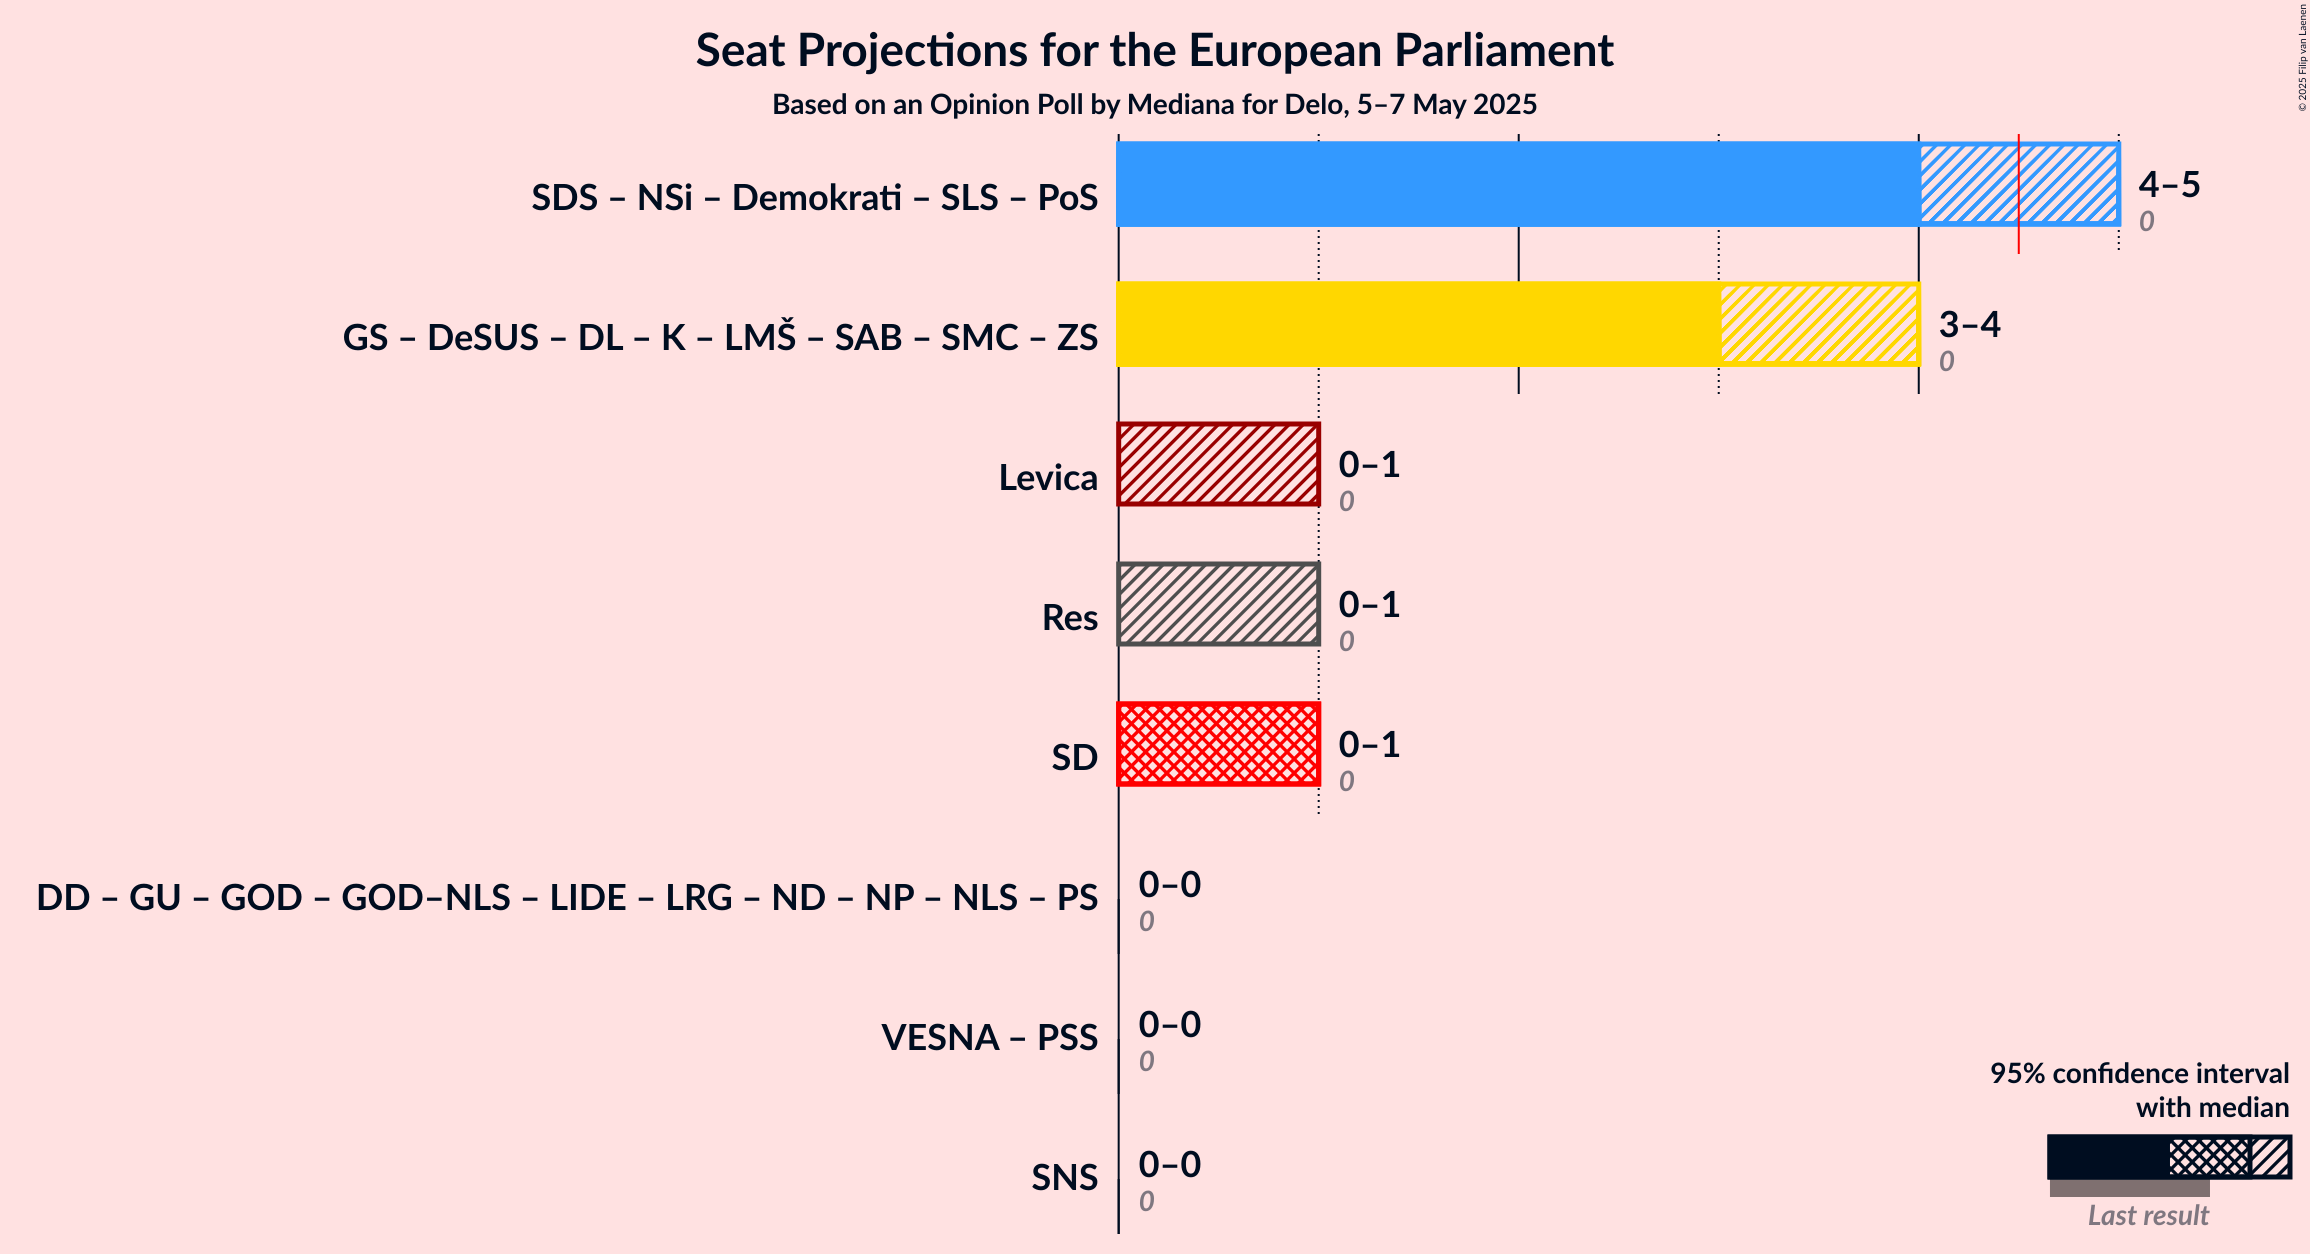 Seat Projections for the European Parliament
Based on an Opinion Poll by Mediana for Delo, 5–7 May 2025
© 2025 Filip van Laenen
SDS – NSi – Demokrati – SLS – PoS
4–5
0
GS – DeSUS – DL – K – LMŠ – SAB – SMC – ZS
3–4
0
Levica
0–1
0
Res
0–1
0
SD
0–1
0
DD – GU – GOD – GOD–NLS – LIDE – LRG – ND – NP – NLS – PS
0–0
0
VESNA – PSS
0–0
0
SNS
0–0
0
95% confidence interval
with median
Last result